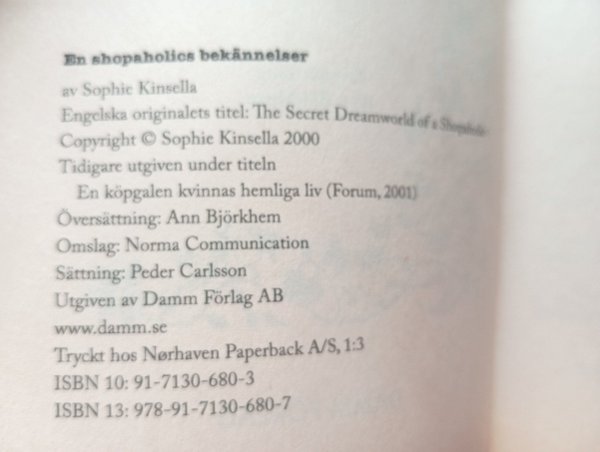 En shopaholics bekännelser
av Sophie Kinsella
Engelska originalets titel: The Secret Dreamworld of a Shopaholic
Copyright © Sophie Kinsella 2000
Tidigare utgiven under titeln
En köpgalen kvinnas hemliga liv (Forum, 2001)
Översättning: Ann Björkhem
Omslag: Norma Communication
Sättning: Peder Carlsson
Utgiven av Damm Förlag AB
www.damm.se
Tryckt hos Nørhaven Paperback A/S, 1:3
ISBN 10: 91-7130-680-3
ISBN 13: 978-91-7130-680-7